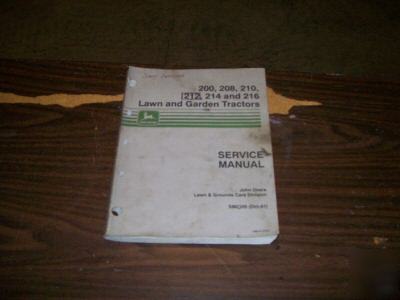 200, 208, 210,
212, 214 and 216
Lawn and Garden Tractors
SERVICE
MANUAL
John Deere
Lawn & Grounds Care Division